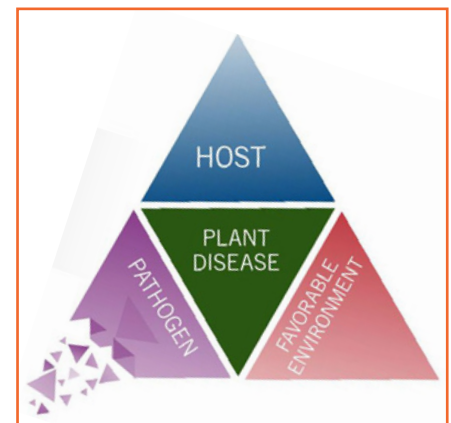 HOST
PLANT
DISEASE
PATHOGEN
FAVORABLE
ENVIRONMENT